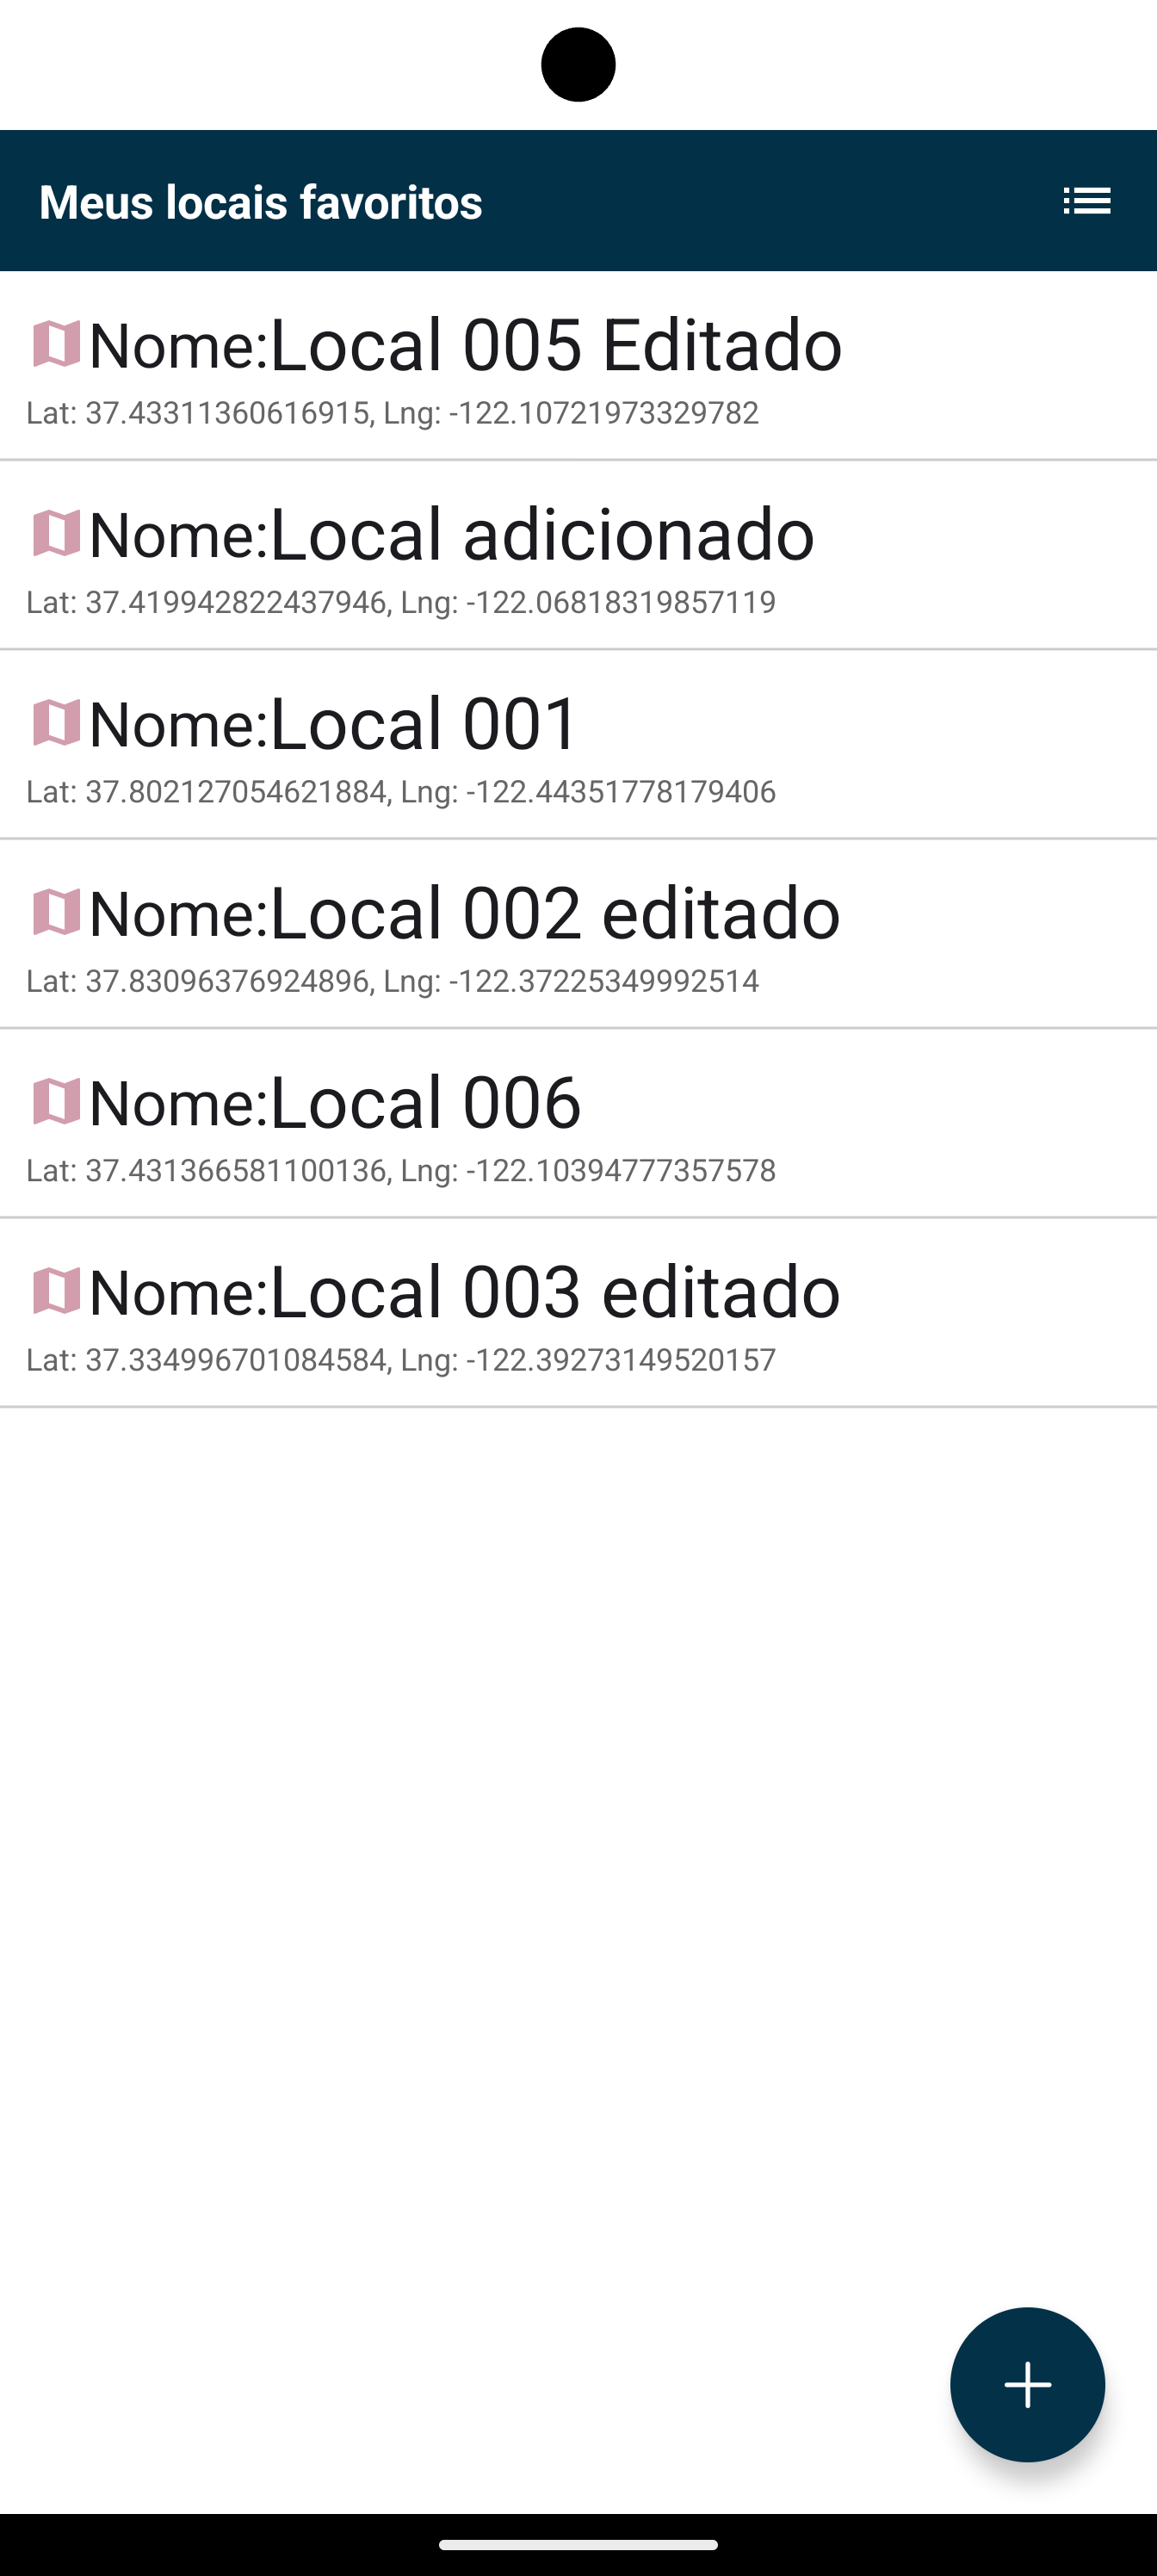 Meus locais favoritos
Nome:Local 005 Editado
Lat: 37.43311360616915, Lng: -122.10721973329782
Nome:Local adicionado
Lat: 37.419942822437946, Lng: -122.06818319857119
Nome:Local 001
Lat: 37.802127054621884, Lng: -122.44351778179406
Nome:Local 002 editado
Lat: 37.83096376924896, Lng: -122.37225349992514
Nome:Local 006
Lat: 37.431366581100136, Lng: -122.10394777357578
Nome:Local 003 editado
Lat: 37.334996701084584, Lng: -122.39273149520157